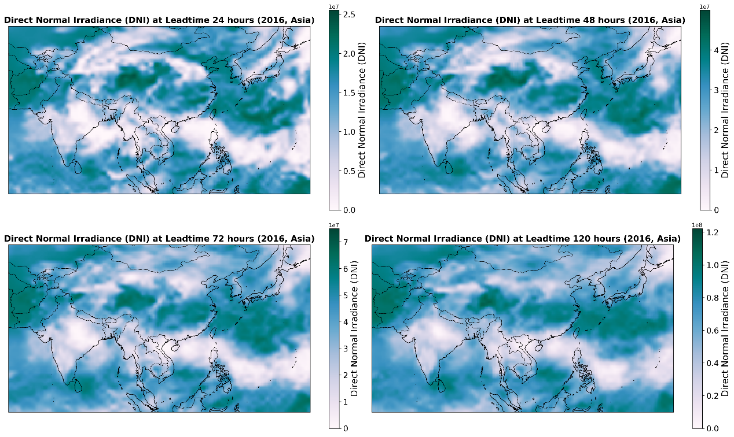 Direct Normal Irradiance (DNI) at Leadtime 24 hours (2016, Asia)
1e7
2.5
2.0
1.5
1.0
0.5
0.0
Direct Normal Irradiance (DNI)
Direct Normal Irradiance (DNI) at Leadtime 48 hours (2016, Asia)
1e7
5
4
3
2
1
0
Direct Normal Irradiance (DNI)
Direct Normal Irradiance (DNI) at Leadtime 72 hours (2016, Asia)
1e7
7
6
5
4
3
2
1
0
Direct Normal Irradiance (DNI)
Direct Normal Irradiance (DNI) at Leadtime 120 hours (2016, Asia)
1e8
1.2
1.0
0.8
0.6
0.4
0.2
0.0
Direct Normal Irradiance (DNI)